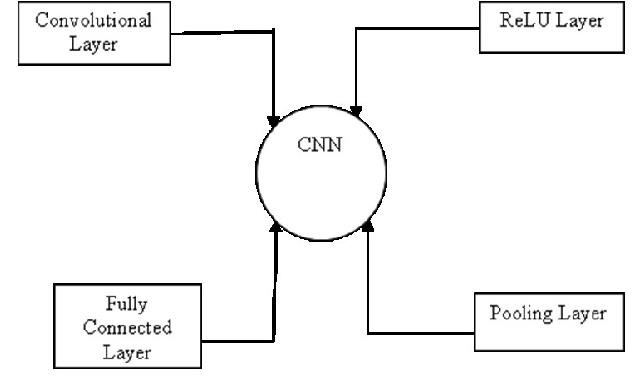 Convolutional
Layer
ReLU Layer
CNN
Fully
Connected
Layer
Pooling Layer